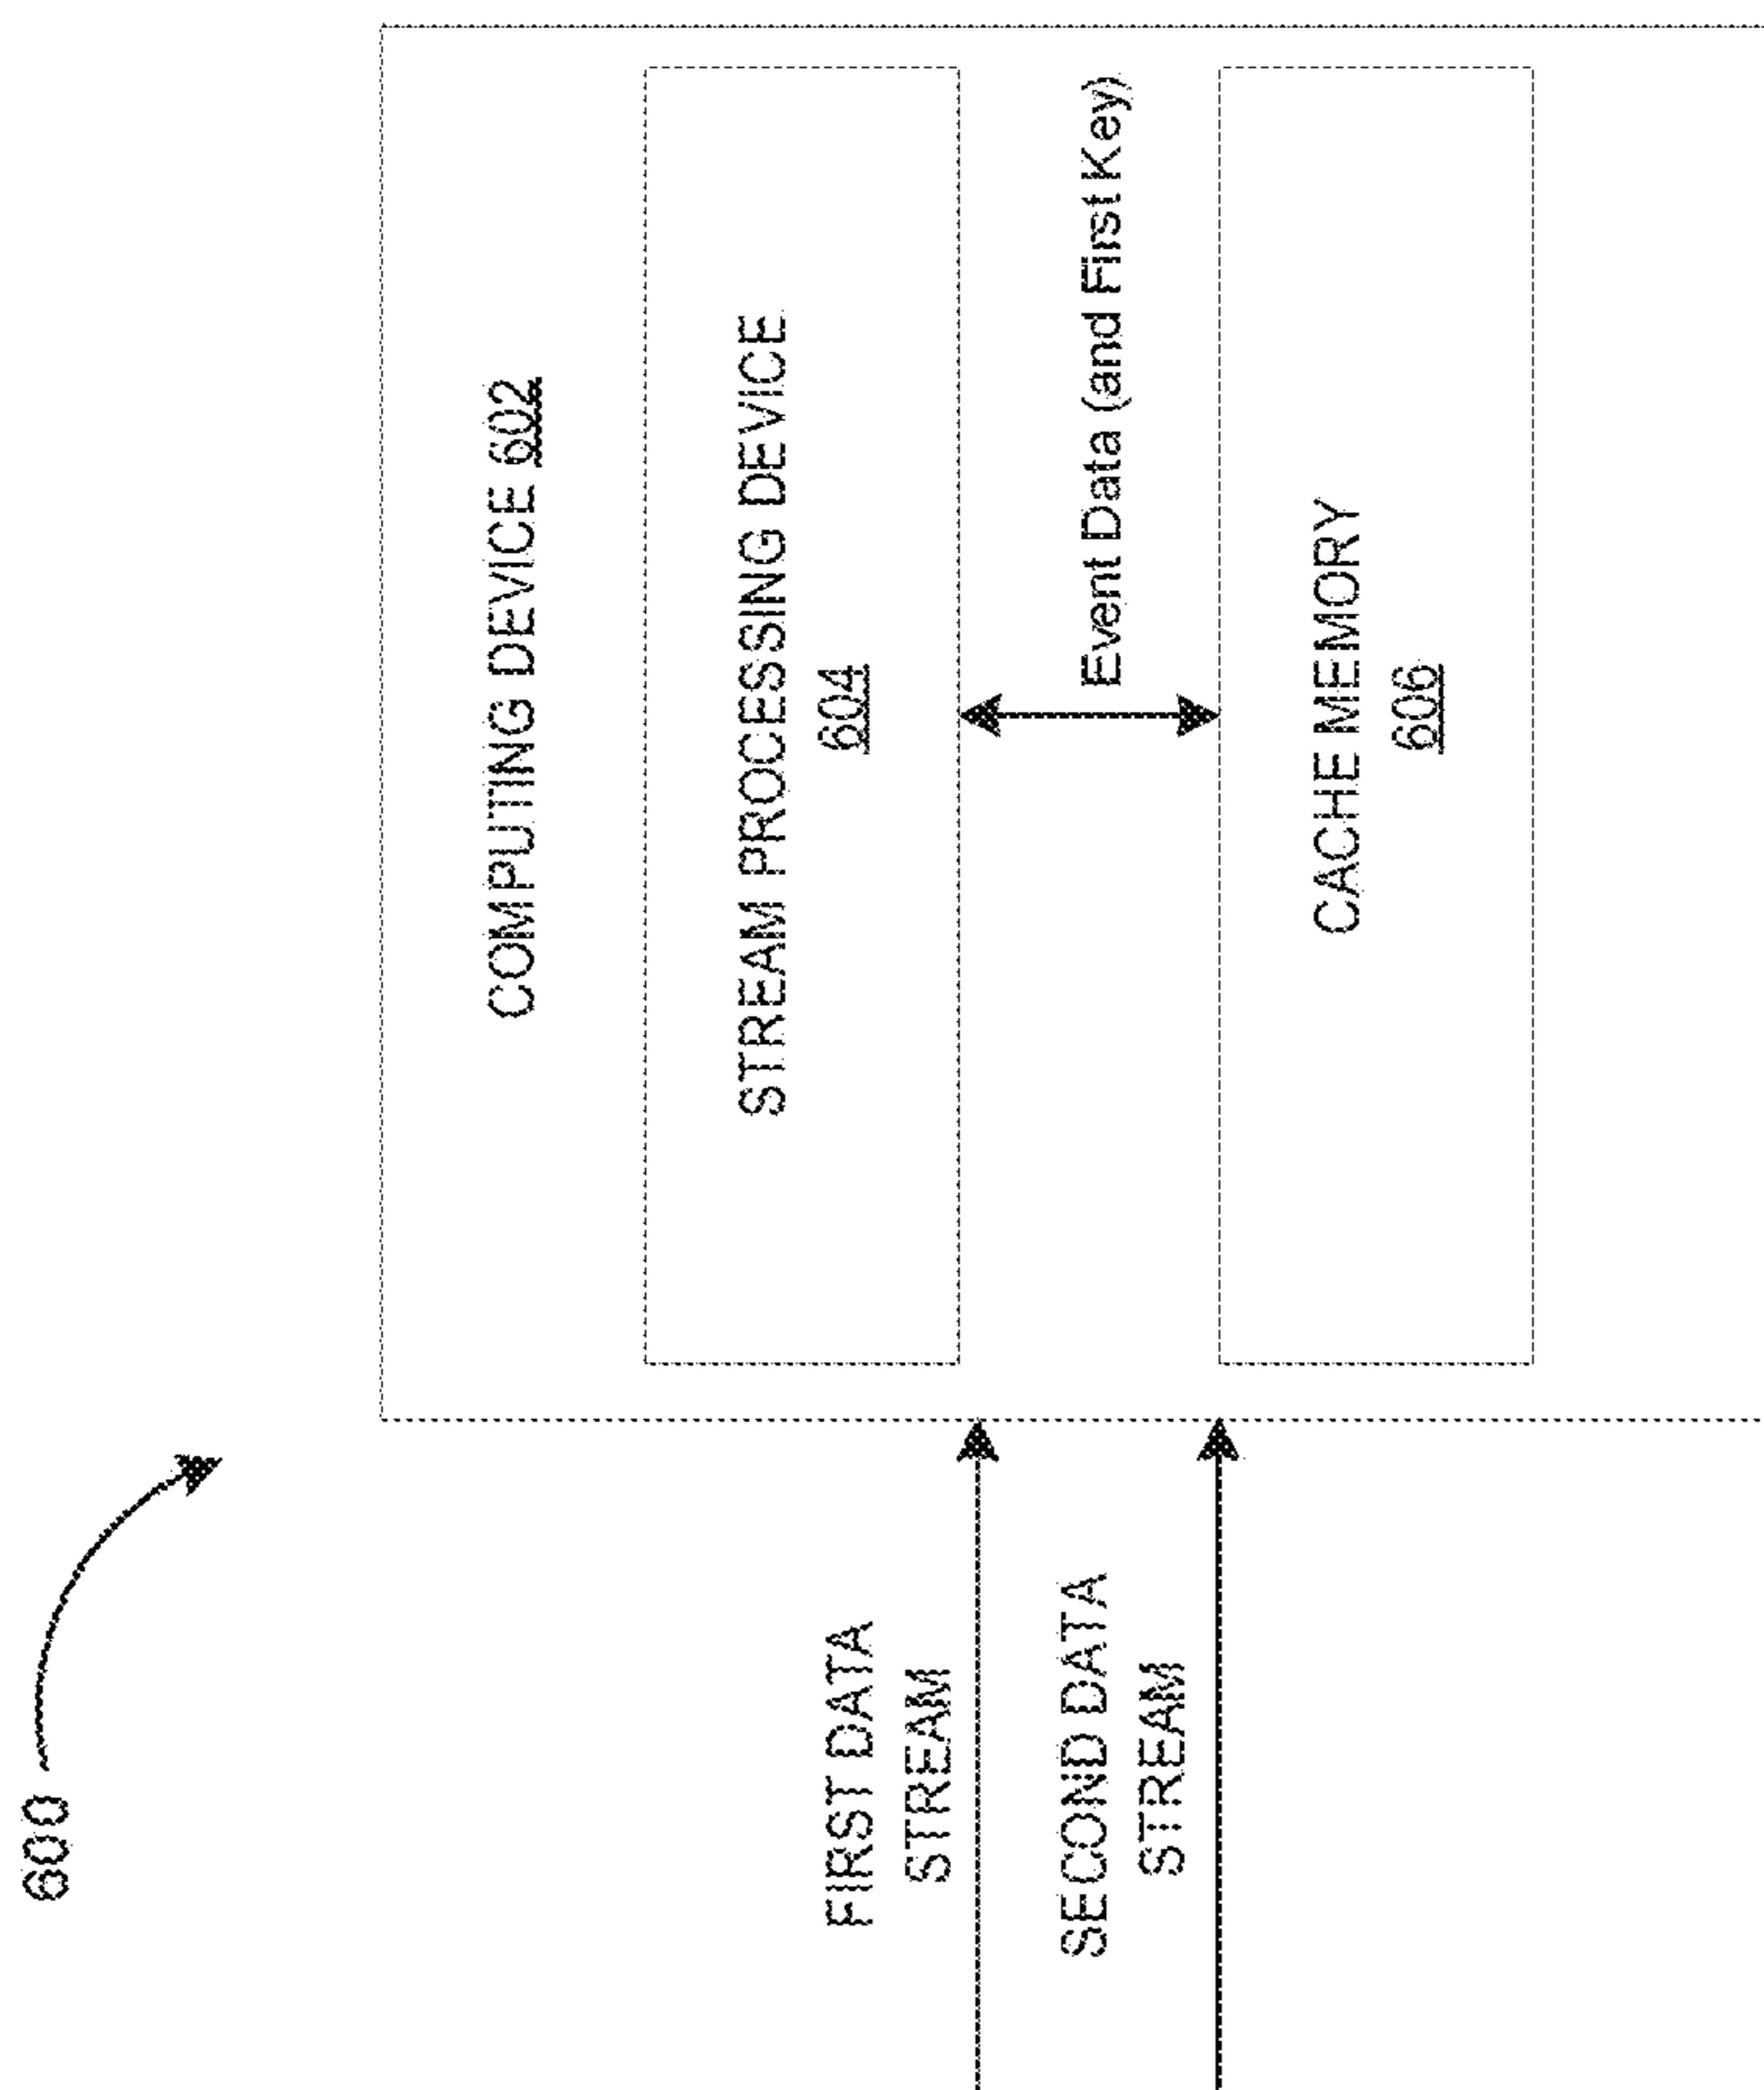 600
COMPUTING DEVICE 602
STREAM PROCESSING DEVICE
604
FIRST DATA
STREAM
Event Data (and First Key)
SECOND DATA
STREAM
CACHE MEMORY
606